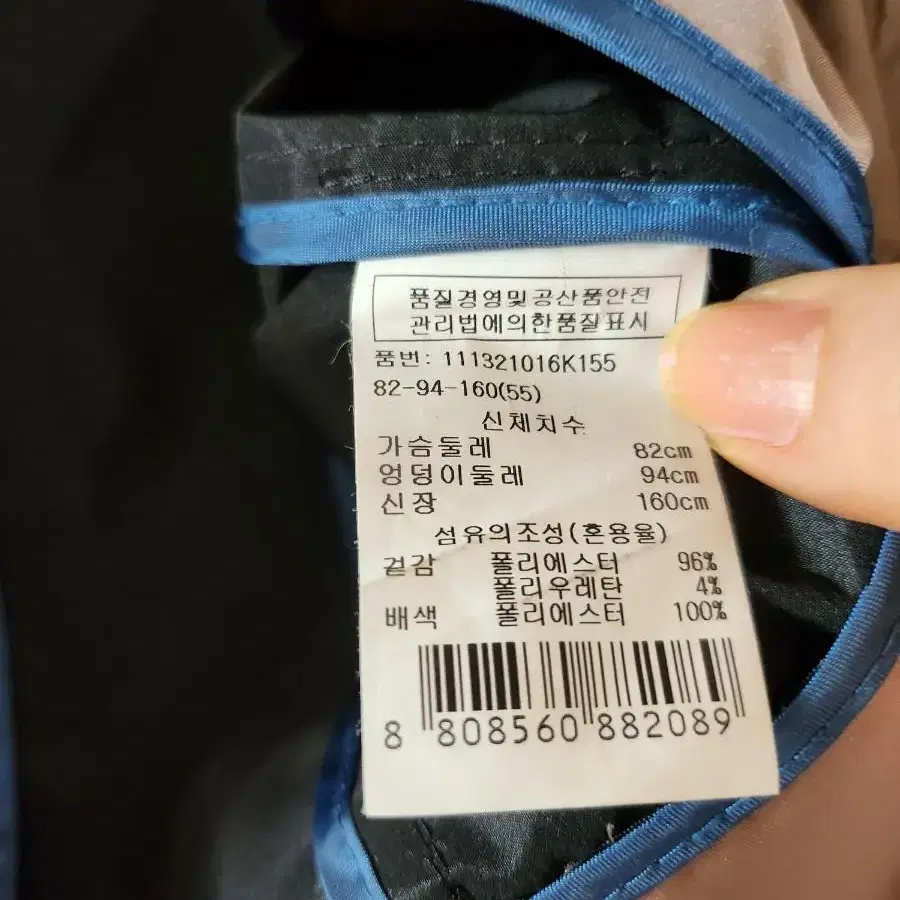 품질경영및공산품안전
관리법에의한품질표시
품번: 111321016K155
82-94-160(55)
신체치수
가슴둘레 82cm
엉덩이둘레 94cm
신장 160cm
섬유의조성(혼용율)
겉감 폴리에스터 96%
폴리우레탄 4%
배색 폴리에스터 100%
8 808560 882089